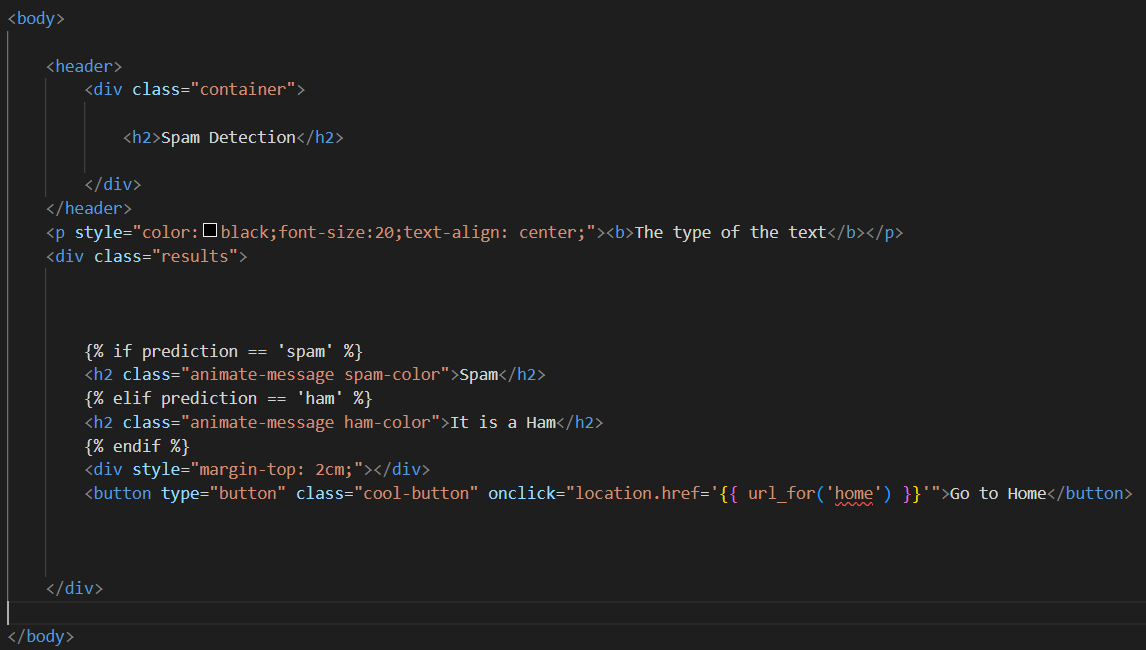 <body>
<header>
<div class="container">
<h2>Spam Detection</h2>
</div>
</header>
<p style="color:black;font-size:20;text-align: center;"><b>The type of the text</b></p>
<div class="results">
{% if prediction == 'spam' %}
<h2 class="animate-message spam-color">Spam</h2>
{% elif prediction == 'ham' %}
<h2 class="animate-message ham-color">It is a Ham</h2>
{% endif %}
<div style="margin-top: 2cm;"></div>
<button type="button" class="cool-button" onclick="location.href='{{ url_for('home') }}'">Go to Home</button>
</div>
</body>